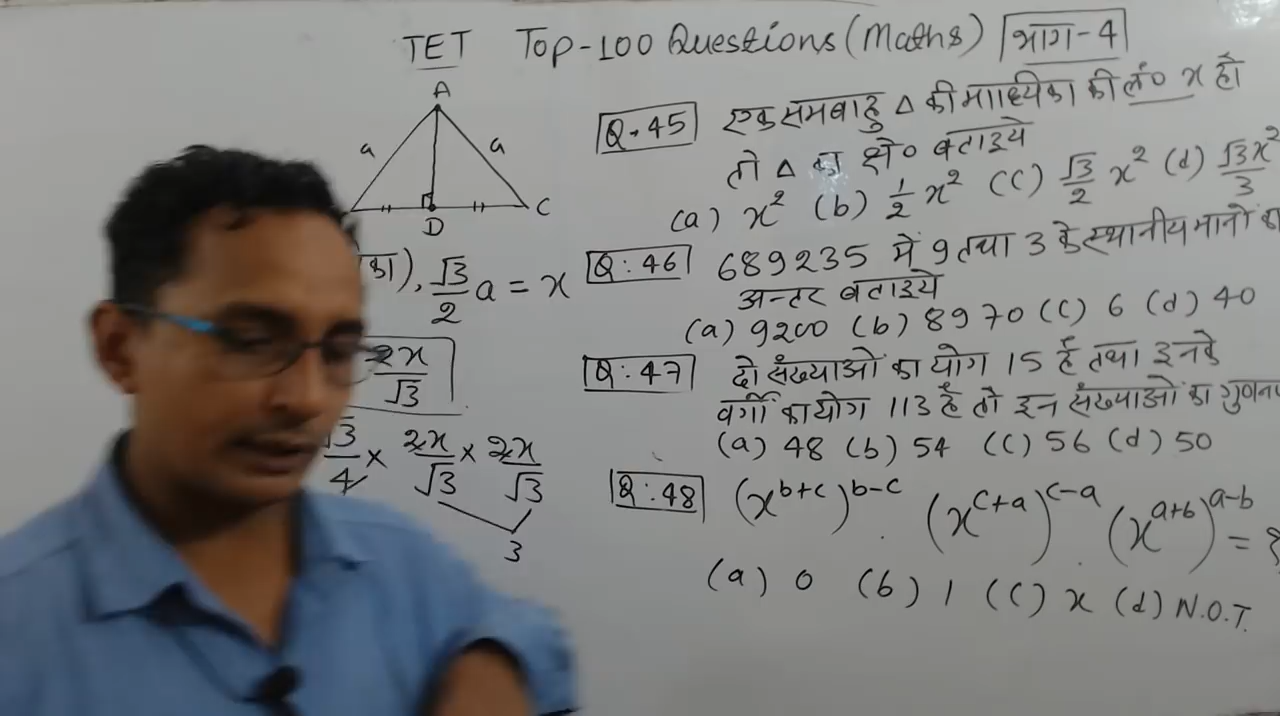 TET Top-100 Questions (Maths) भाग-4
A
a a
C
D
का), √3/2 a = x
2x/√3
√3/4 × 2x/√3 × 2x/√3
3
Q.45 एक समबाहु Δ की माध्यिका की लं० x हो
तो Δ का क्षे० बताइये
(a) x² (b) 1/2 x² (c) √3/2 x² (d) √3x²/3
Q:46 689235 में 9 तथा 3 के स्थानीय मानों का
अन्तर बताइये
(a) 9200 (b) 8970 (c) 6 (d) 40
Q:47 दो संख्याओं का योग 15 है तथा इनके
वर्गों का योग 113 है तो इन संख्याओं का
(a) 48 (b) 54 (c) 56 (d) 50
Q:48 (x^(b+c))^(b-c) . (x^(c+a))^(c-a) . (x^(a+b))^(a-b) = ?
(a) 0 (b) 1 (c) x (d) N.O.T.